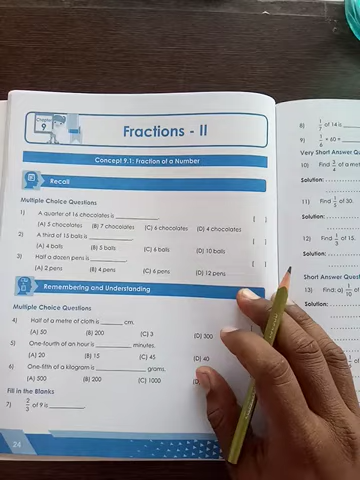 Chapter
9
Fractions - II
Concept 9.1: Fraction of a Number
Recall
Multiple Choice Questions
1) A quarter of 16 chocolates is ____________. [ ]
(A) 5 chocolates (B) 7 chocolates (C) 6 chocolates (D) 4 chocolates
2) A third of 15 balls is ____________. [ ]
(A) 4 balls (B) 5 balls (C) 6 balls (D) 10 balls
3) Half a dozen pens is ____________. [ ]
(A) 2 pens (B) 4 pens (C) 6 pens (D) 12 pens
Remembering and Understanding
Multiple Choice Questions
4) Half of a metre of cloth is __________ cm.
(A) 50 (B) 200 (C) 3 (D) 300
5) One-fourth of an hour is __________ minutes.
(A) 20 (B) 15 (C) 45 (D) 40
6) One-fifth of a kilogram is __________ grams.
(A) 500 (B) 200 (C) 1000
Fill in the Blanks
7) 2/3 of 9 is __________.
24
8) 1/7 of 14 is
9) 1/6 × 60 =
Very Short Answer
10) Find 3/4 of a
Solution:
11) Find 1/5 of 30.
Solution:
12) Find 1/3 of 15.
Solution:
Short Answer
13) Find: a) 1/10 of
Solution: